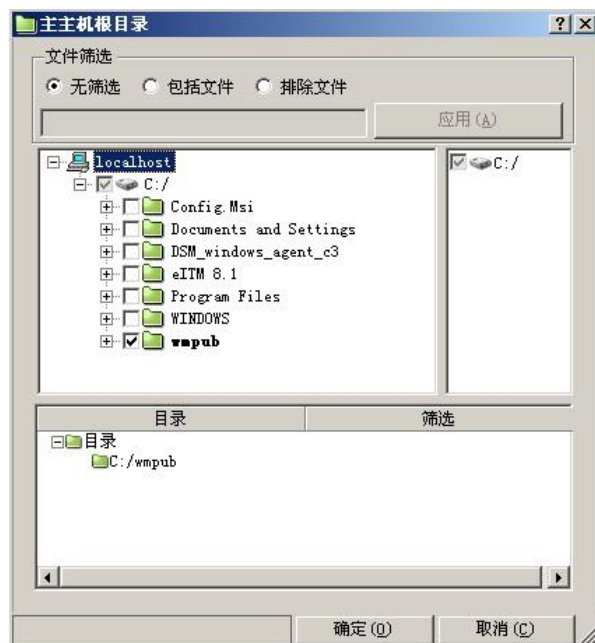 主主机根目录
文件筛选
无筛选 包括文件 排除文件
应用(A)
localhost
C:/
Config.Msi
Documents and Settings
DSM_windows_agent_c3
eITM 8.1
Program Files
WINDOWS
wmpub
C:/
目录 筛选
目录
C:/wmpub
确定(O) 取消(C)